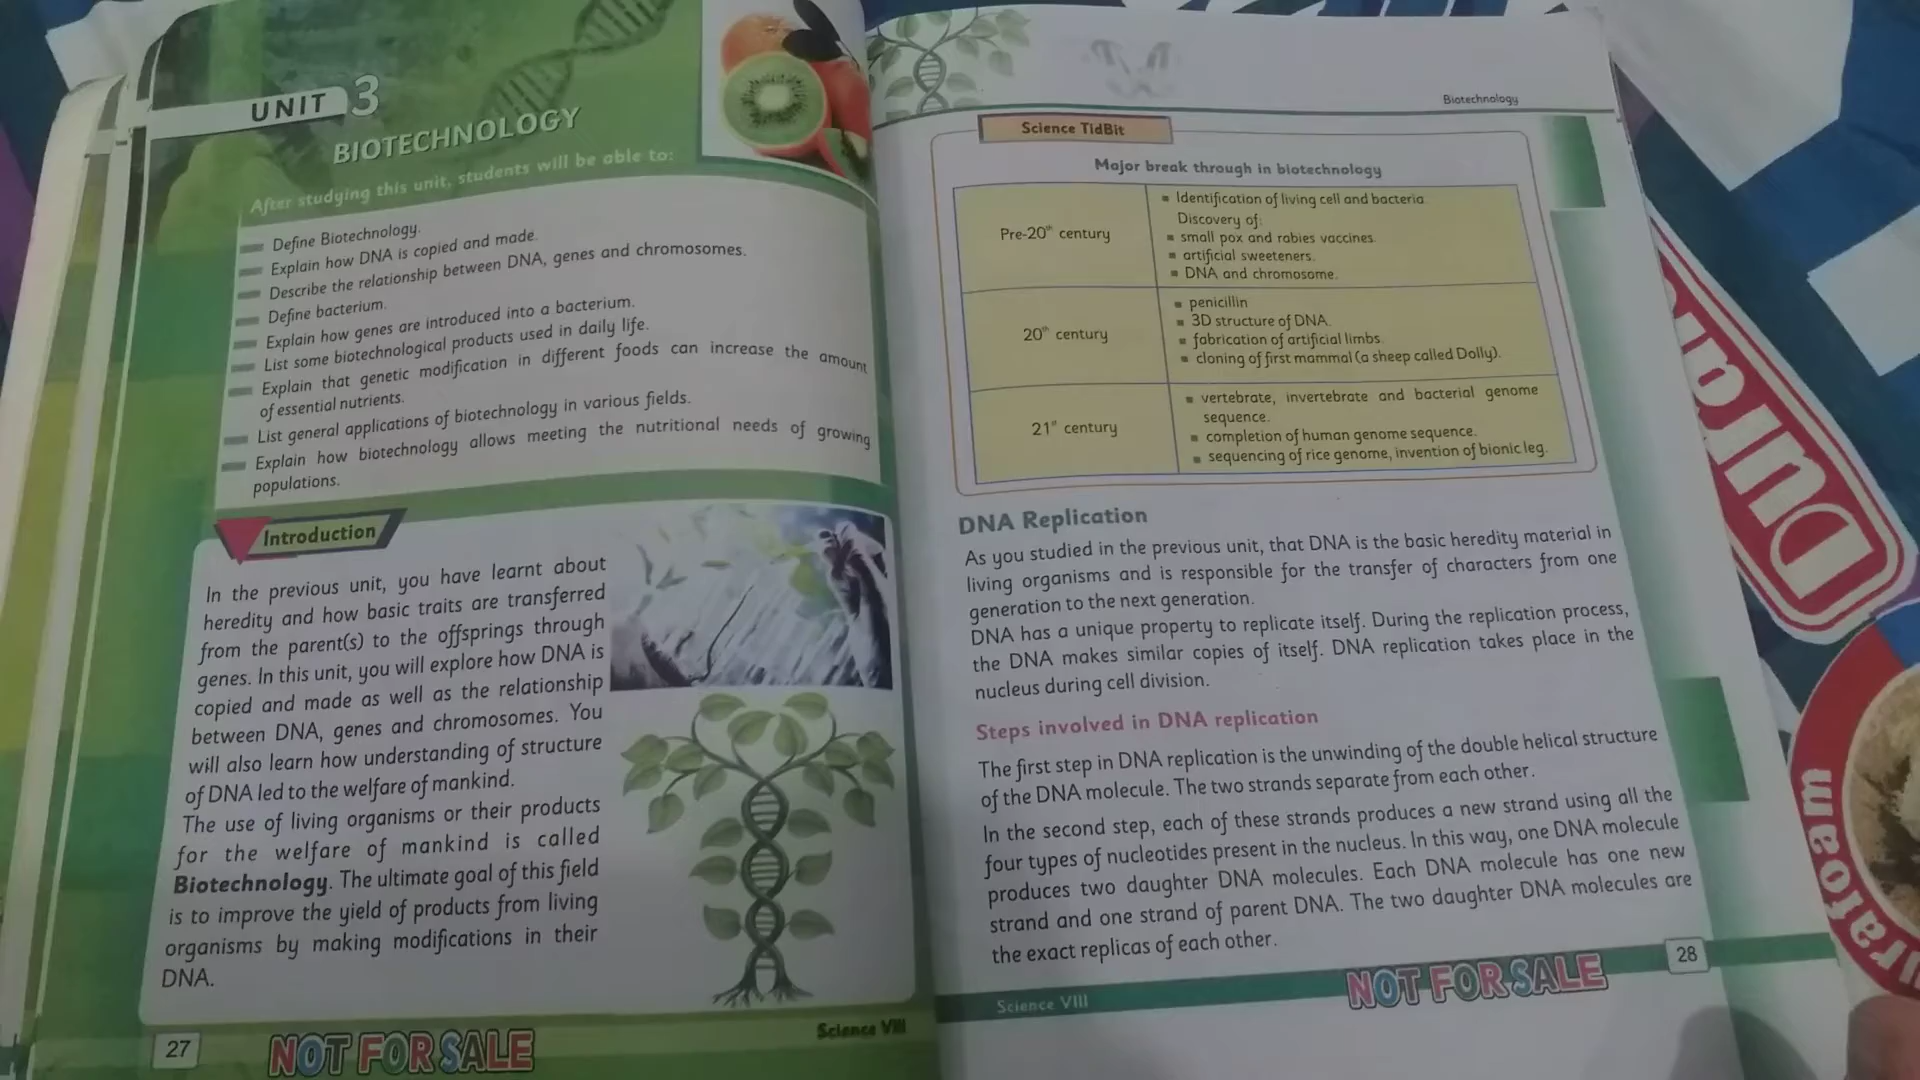 UNIT 3
BIOTECHNOLOGY
After studying this unit, students will be able to:
Define Biotechnology.
Explain how DNA is copied and made.
Describe the relationship between DNA, genes and chromosomes.
Define bacterium.
Explain how genes are introduced into a bacterium.
List some biotechnological products used in daily life.
Explain that genetic modification in different foods can increase the amount
of essential nutrients.
List general applications of biotechnology in various fields.
Explain how biotechnology allows meeting the nutritional needs of growing
populations.
Introduction
In the previous unit, you have learnt about
heredity and how basic traits are transferred
from the parent(s) to the offsprings through
genes. In this unit, you will explore how DNA is
copied and made as well as the relationship
between DNA, genes and chromosomes. You
will also learn how understanding of structure
of DNA led to the welfare of mankind.
The use of living organisms or their products
for the welfare of mankind is called
Biotechnology. The ultimate goal of this field
is to improve the yield of products from living
organisms by making modifications in their
DNA.
27
NOT FOR SALE
Science VIII
Biotechnology
Science TidBit
Major break through in biotechnology
Pre-20th century
▪ Identification of living cell and bacteria.
Discovery of:
▪ small pox and rabies vaccines.
▪ artificial sweeteners.
▪ DNA and chromosome.
20th century
▪ penicillin
▪ 3D structure of DNA.
▪ fabrication of artificial limbs.
▪ cloning of first mammal (a sheep called Dolly).
21st century
▪ vertebrate, invertebrate and bacterial genome
sequence.
▪ completion of human genome sequence.
▪ sequencing of rice genome, invention of bionic leg.
DNA Replication
As you studied in the previous unit, that DNA is the basic heredity material in
living organisms and is responsible for the transfer of characters from one
generation to the next generation.
DNA has a unique property to replicate itself. During the replication process,
the DNA makes similar copies of itself. DNA replication takes place in the
nucleus during cell division.
Steps involved in DNA replication
The first step in DNA replication is the unwinding of the double helical structure
of the DNA molecule. The two strands separate from each other.
In the second step, each of these strands produces a new strand using all the
four types of nucleotides present in the nucleus. In this way, one DNA molecule
produces two daughter DNA molecules. Each DNA molecule has one new
strand and one strand of parent DNA. The two daughter DNA molecules are
the exact replicas of each other.
Science VIII
NOT FOR SALE
28